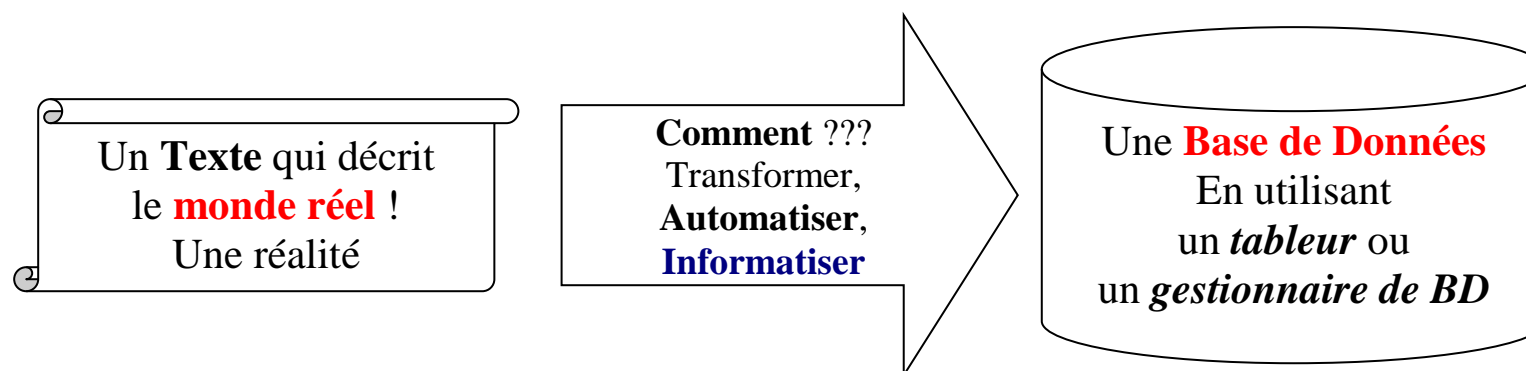 Un Texte qui décrit
le monde réel !
Une réalité
Comment ???
Transformer,
Automatiser,
Informatiser
Une Base de Données
En utilisant
un tableur ou
un gestionnaire de BD